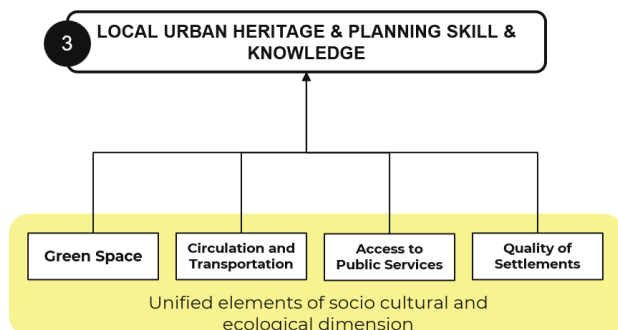 3
LOCAL URBAN HERITAGE & PLANNING SKILL &
KNOWLEDGE
Green Space
Circulation and
Transportation
Access to
Public Services
Quality of
Settlements
Unified elements of socio cultural and
ecological dimension